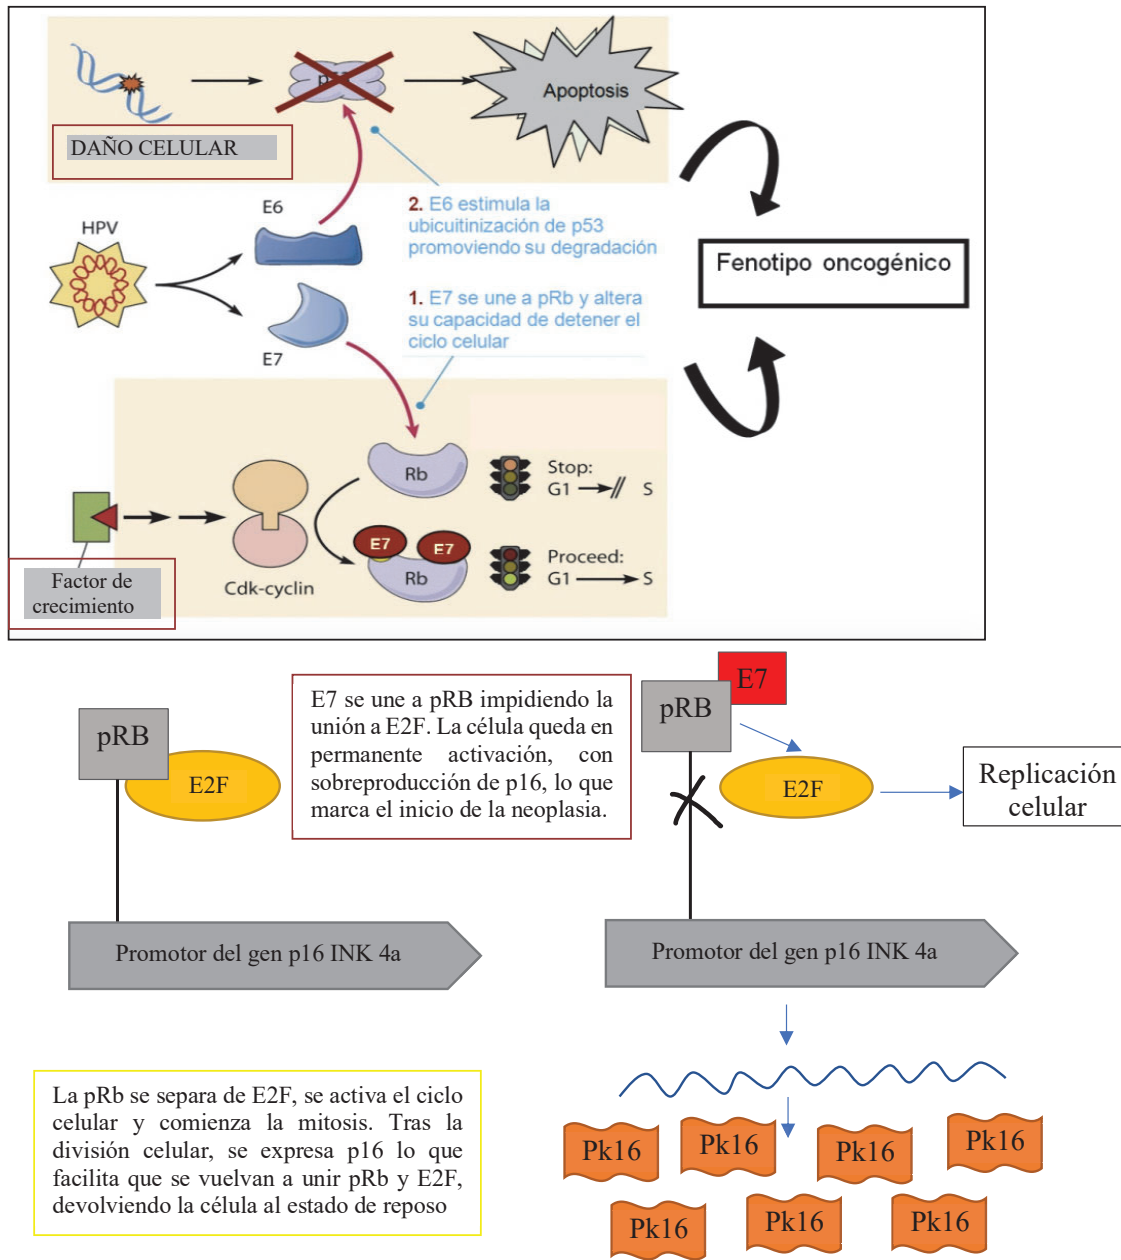 Apoptosis
DAÑO CELULAR
E6
HPV
E7
2. E6 estimula la
ubicuitinización de p53
promoviendo su degradación
1. E7 se une a pRb y altera
su capacidad de detener el
ciclo celular
Fenotipo oncogénico
Rb
Stop:
G1 S
E7
E7
Rb
Proceed:
G1 S
Cdk-cyclin
Factor de
crecimiento
pRB
E2F
E7 se une a pRB impidiendo la
unión a E2F. La célula queda en
permanente activación, con
sobreproducción de p16, lo que
marca el inicio de la neoplasia.
E7
pRB
E2F
Replicación
celular
Promotor del gen p16 INK 4a
Promotor del gen p16 INK 4a
La pRb se separa de E2F, se activa el ciclo
celular y comienza la mitosis. Tras la
división celular, se expresa p16 lo que
facilita que se vuelvan a unir pRb y E2F,
devolviendo la célula al estado de reposo
Pk16
Pk16
Pk16
Pk16
Pk16
Pk16
Pk16